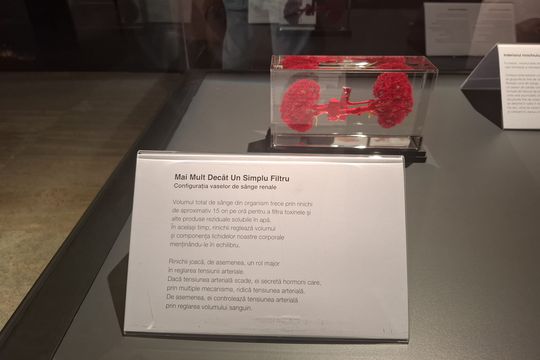 Mai Mult Decât Un Simplu Filtru
Configurația vaselor de sânge renale
Volumul total de sânge din organism trece prin rinichi
de aproximativ 15 ori pe oră pentru a filtra toxinele și
alte produse reziduale solubile în apă.
În același timp, rinichii reglează volumul
și componența lichidelor noastre corporale
menținându-le în echilibru.
Rinichii joacă, de asemenea, un rol major
în reglarea tensiunii arteriale.
Dacă tensiunea arterială scade, ei secretă hormoni care,
prin multiple mecanisme, ridică tensiunea arterială.
De asemenea, ei controlează tensiunea arterială
prin reglarea volumului sanguin.